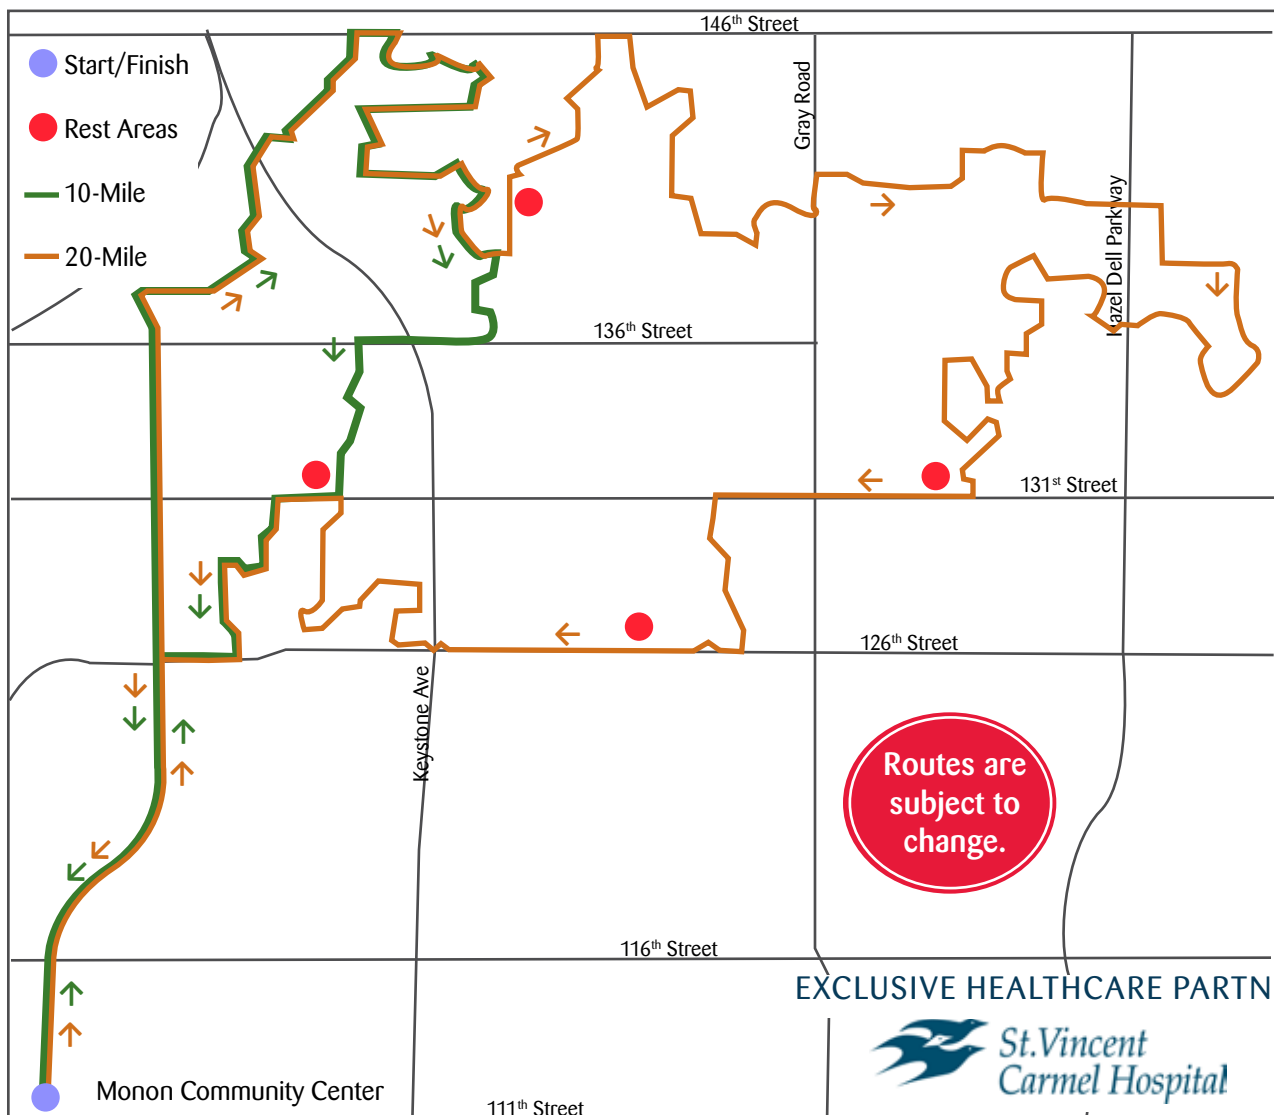 146th Street
Start/Finish
Rest Areas
10-Mile
20-Mile
Gray Road
Hazel Dell Parkway
136th Street
131st Street
126th Street
Keystone Ave
Routes are
subject to
change.
116th Street
EXCLUSIVE HEALTHCARE PARTN
St.Vincent
Carmel Hospital
Monon Community Center
111th Street